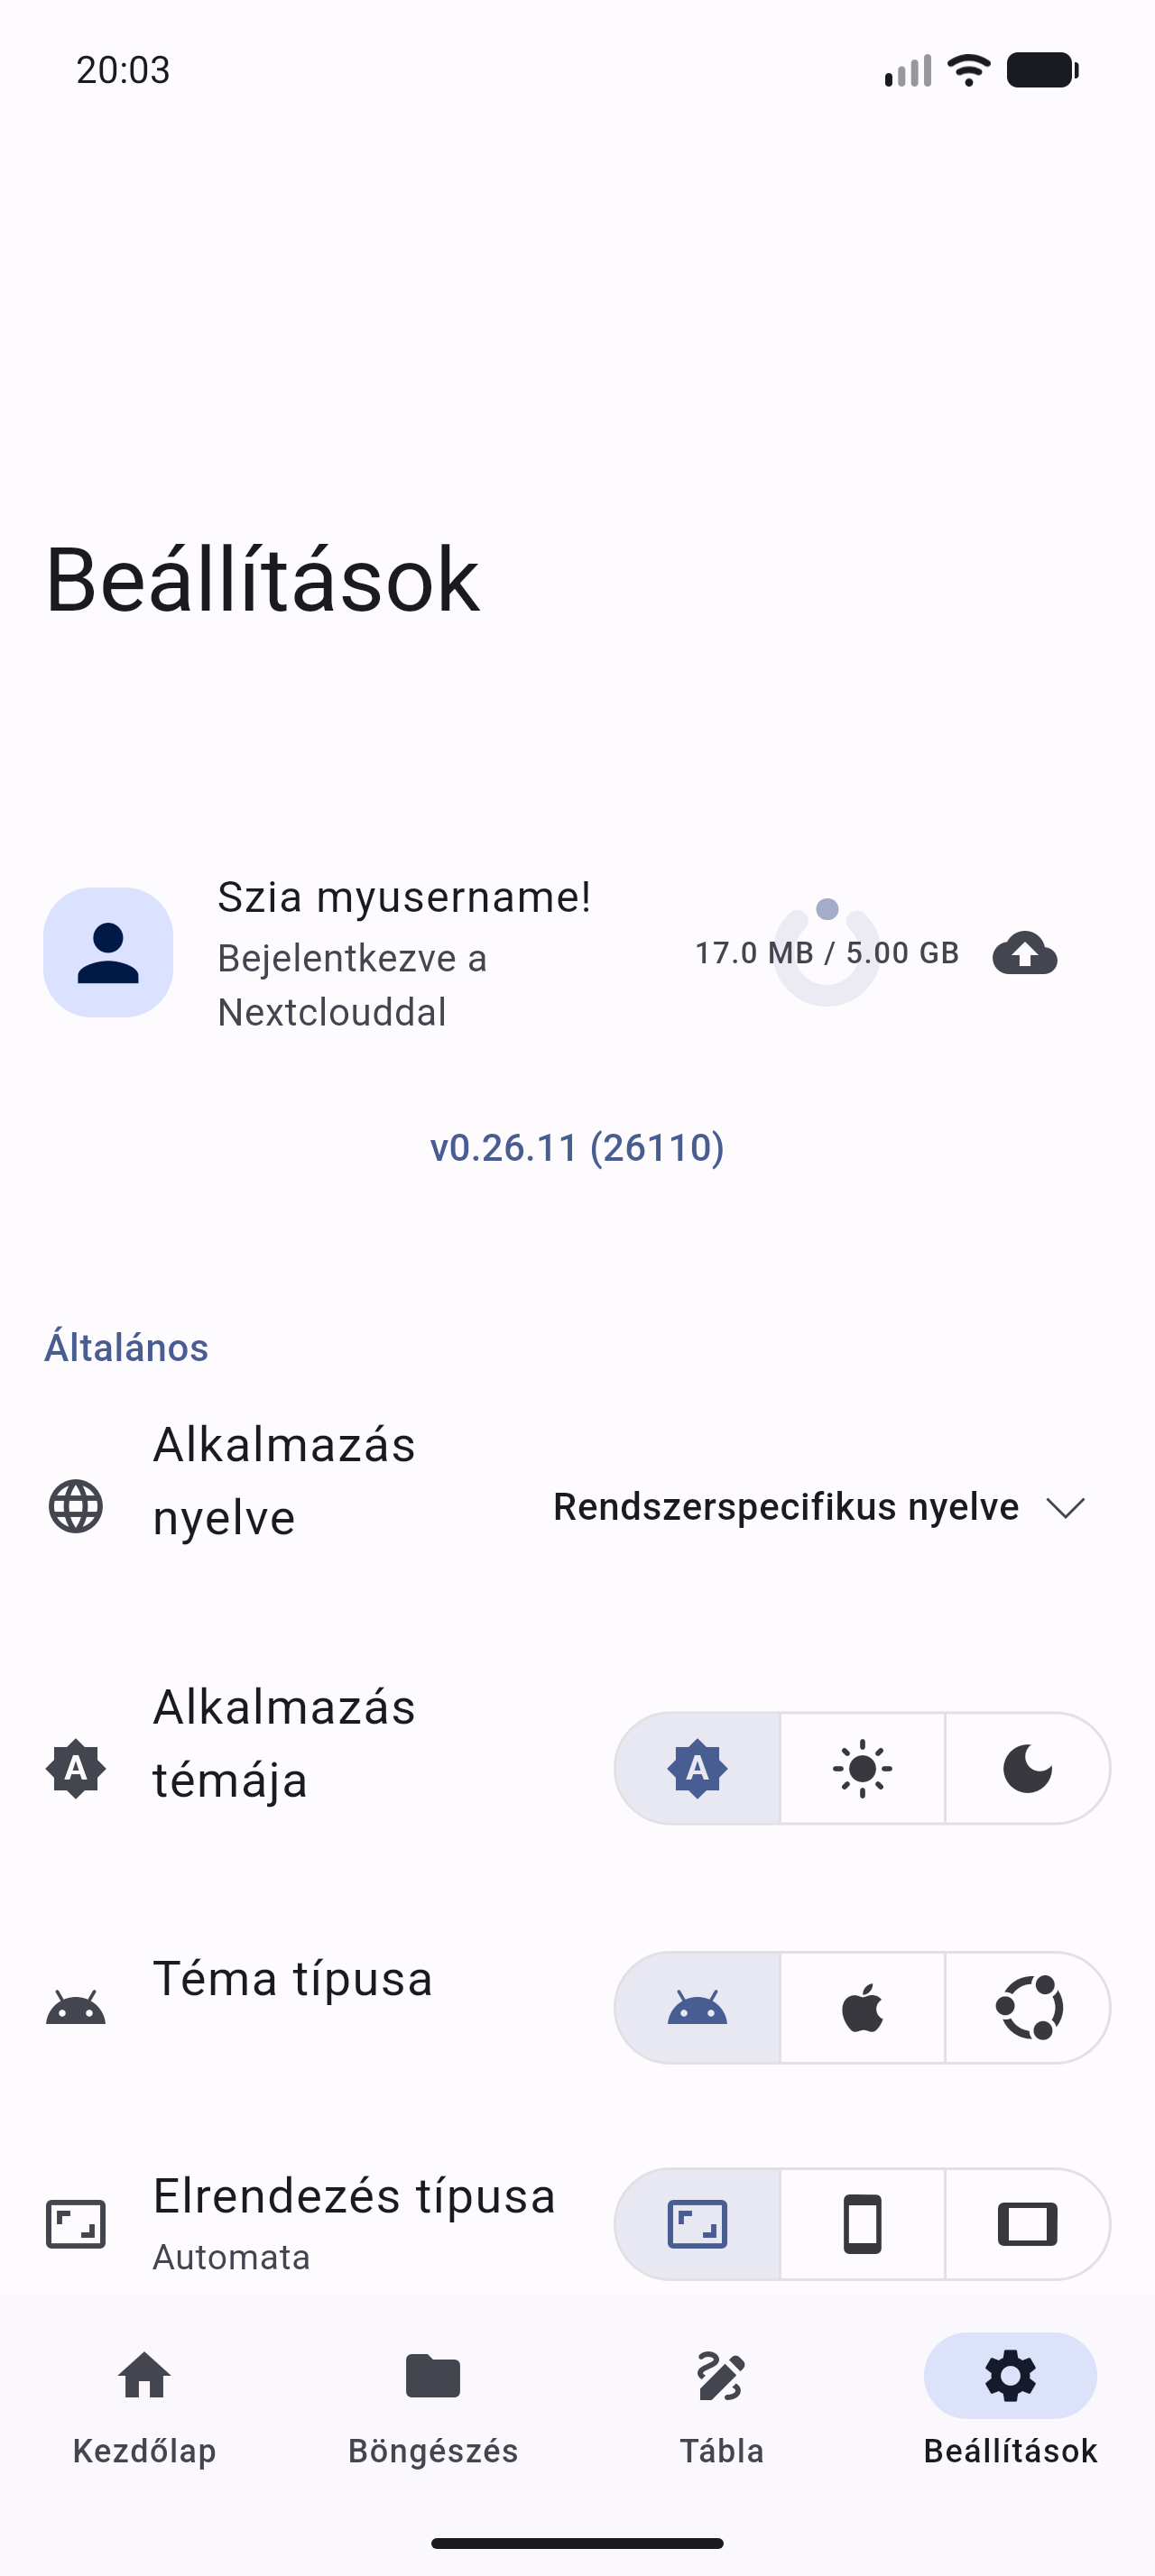 20:03
Beállítások
Szia myusername!
Bejelentkezve a
Nextclouddal
17.0 MB / 5.00 GB
v0.26.11 (26110)
Általános
Alkalmazás
nyelve
Rendszerspecifikus nyelve
Alkalmazás
témája
A
A
Téma típusa
Elrendezés típusa
Automata
Kezdőlap
Böngészés
Tábla
Beállítások